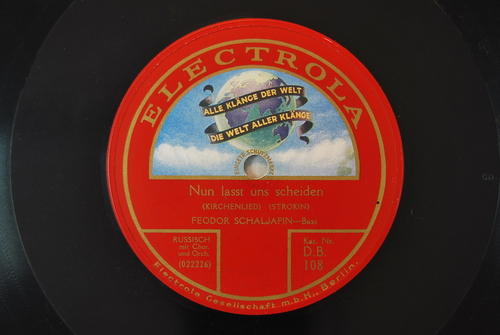 ELECTROLA
ALLE KLÄNGE DER WELT
DIE WELT ALLER KLÄNGE
Nun lasst uns scheiden
(KIRCHENLIED) (STROKIN)
FEODOR SCHALJAPIN—Bass
RUSSISCH
mit Chor.
und Orch.
(022226)
Kat. Nr.
D.B.
108
Electrola Gesellschaft m.b.H., Berlin.